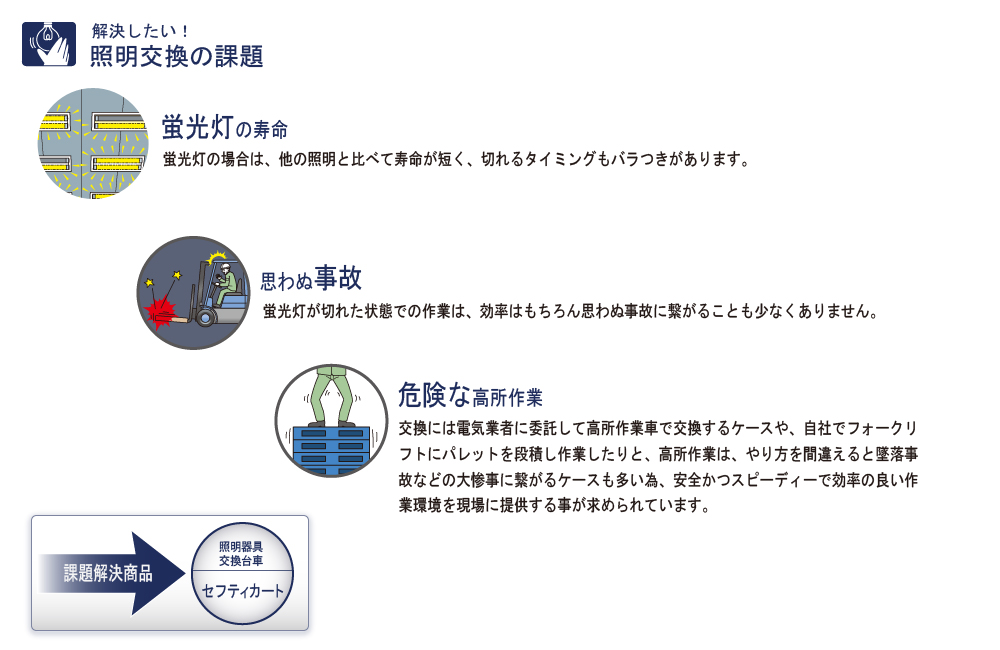 解決したい！
照明交換の課題
蛍光灯の寿命
蛍光灯の場合は、他の照明と比べて寿命が短く、切れるタイミングもバラつきがあります。
思わぬ事故
蛍光灯が切れた状態での作業は、効率はもちろん思わぬ事故に繋がることも少なくありません。
危険な高所作業
交換には電気業者に委託して高所作業車で交換するケースや、自社でフォークリ
フトにパレットを段積し作業したりと、高所作業は、やり方を間違えると墜落事
故などの大惨事に繋がるケースも多い為、安全かつスピーディーで効率の良い作
業環境を現場に提供する事が求められています。
課題解決商品
照明器具
交換台車
セフティカート